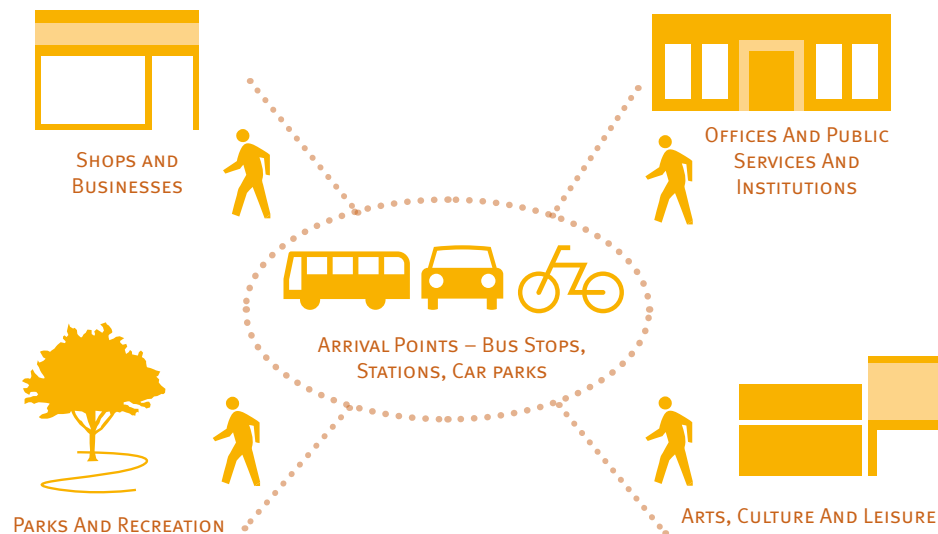 Shops and
Businesses
Offices And Public
Services And
Institutions
Arrival Points – Bus Stops,
Stations, Car parks
Parks And Recreation
Arts, Culture And Leisure